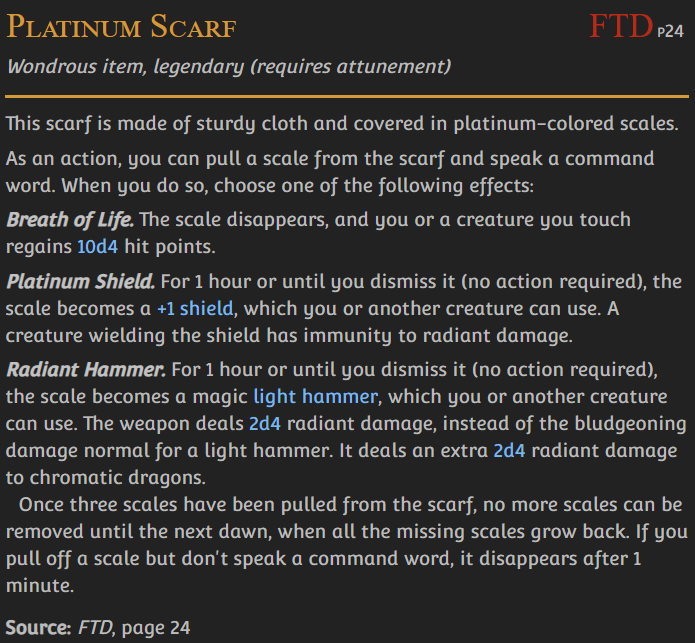 Platinum Scarf FTD p24
Wondrous item, legendary (requires attunement)
This scarf is made of sturdy cloth and covered in platinum-colored scales.
As an action, you can pull a scale from the scarf and speak a command
word. When you do so, choose one of the following effects:
Breath of Life. The scale disappears, and you or a creature you touch
regains 10d4 hit points.
Platinum Shield. For 1 hour or until you dismiss it (no action required), the
scale becomes a +1 shield, which you or another creature can use. A
creature wielding the shield has immunity to radiant damage.
Radiant Hammer. For 1 hour or until you dismiss it (no action required),
the scale becomes a magic light hammer, which you or another creature
can use. The weapon deals 2d4 radiant damage, instead of the bludgeoning
damage normal for a light hammer. It deals an extra 2d4 radiant damage
to chromatic dragons.
Once three scales have been pulled from the scarf, no more scales can be
removed until the next dawn, when all the missing scales grow back. If you
pull off a scale but don't speak a command word, it disappears after 1
minute.
Source: FTD, page 24